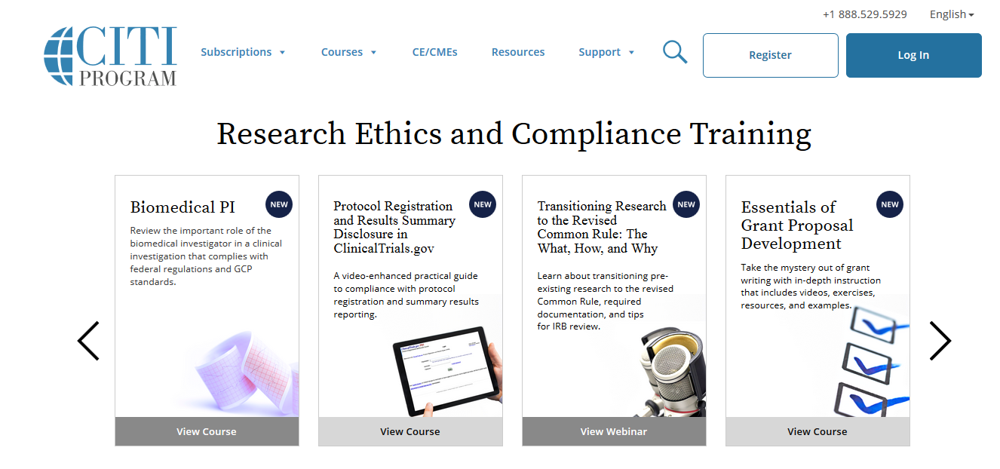 +1 888.529.5929 English
CITI
PROGRAM
Subscriptions Courses CE/CMEs Resources Support Register Log In
Research Ethics and Compliance Training
Biomedical PI
NEW
Review the important role of the
biomedical investigator in a clinical
investigation that complies with
federal regulations and GCP
standards.
View Course
Protocol Registration
and Results Summary
Disclosure in
ClinicalTrials.gov
NEW
A video-enhanced practical guide
to compliance with protocol
registration and summary results
reporting.
View Course
Transitioning Research
to the Revised
Common Rule: The
What, How, and Why
NEW
Learn about transitioning pre-
existing research to the revised
Common Rule, required
documentation, and tips
for IRB review.
View Webinar
Essentials of
Grant Proposal
Development
NEW
Take the mystery out of grant
writing with in-depth instruction
that includes videos, exercises,
resources, and examples.
View Course